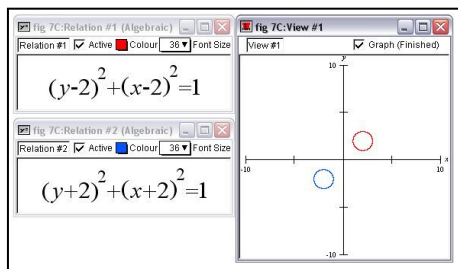 fig 7C:Relation #1 (Algebraic)
Relation #1 Active Colour 36 Font Size
(y-2)²+(x-2)²=1
fig 7C:Relation #2 (Algebraic)
Relation #2 Active Colour 36 Font Size
(y+2)²+(x+2)²=1
fig 7C:View #1
View #1 Graph (Finished)
y
10
-10 10 x
-10